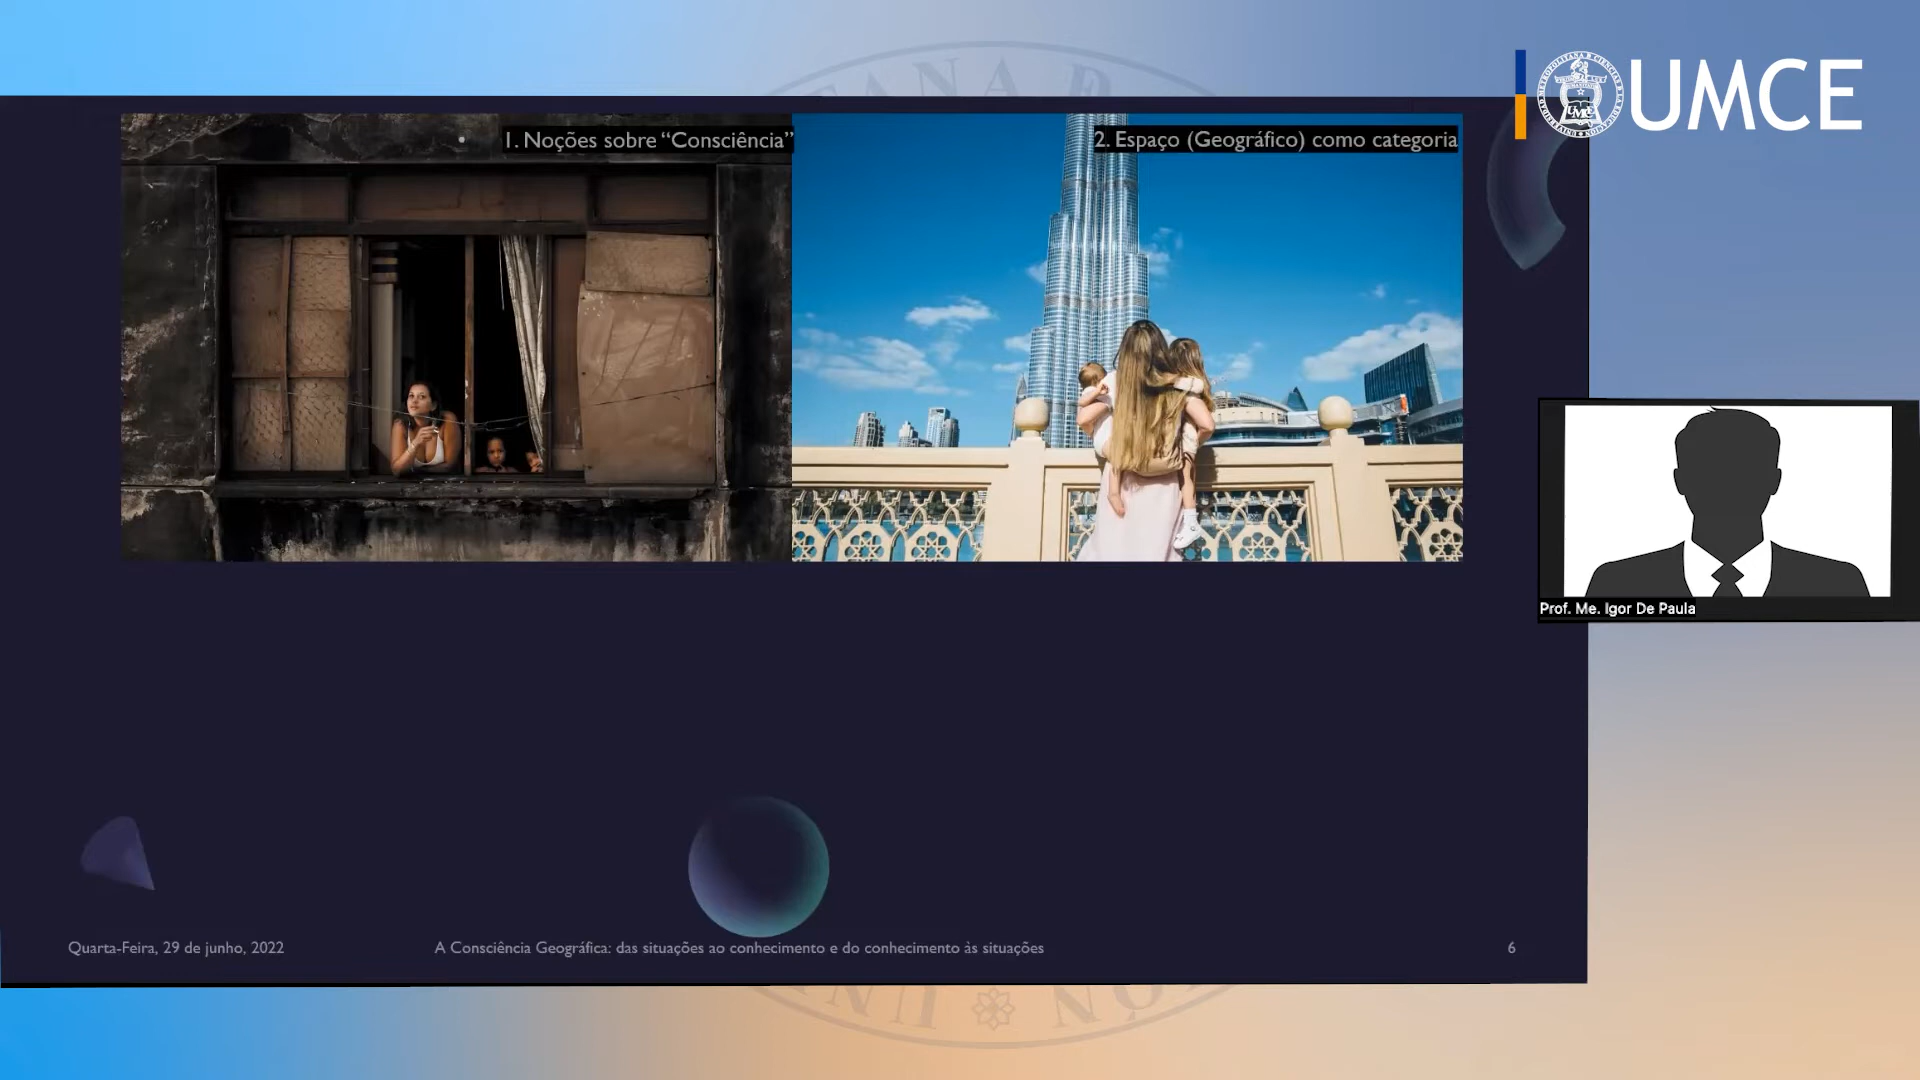 UMCE
1. Noções sobre “Consciência”
2. Espaço (Geográfico) como categoria
Prof. Me. Igor De Paula
Quarta-Feira, 29 de junho, 2022
A Consciência Geográfica: das situações ao conhecimento e do conhecimento às situações
6